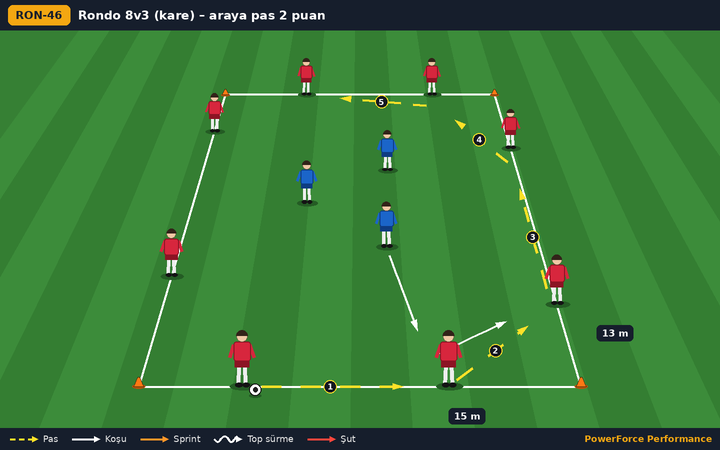 RON-46 Rondo 8v3 (kare) – araya pas 2 puan
5
4
3
13 m
2
1
15 m
Pas Koşu Sprint Top sürme Şut PowerForce Performance